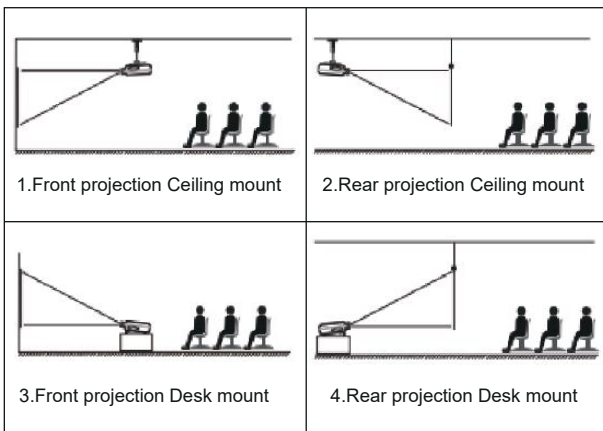 1.Front projection Ceiling mount
2.Rear projection Ceiling mount
3.Front projection Desk mount
4.Rear projection Desk mount